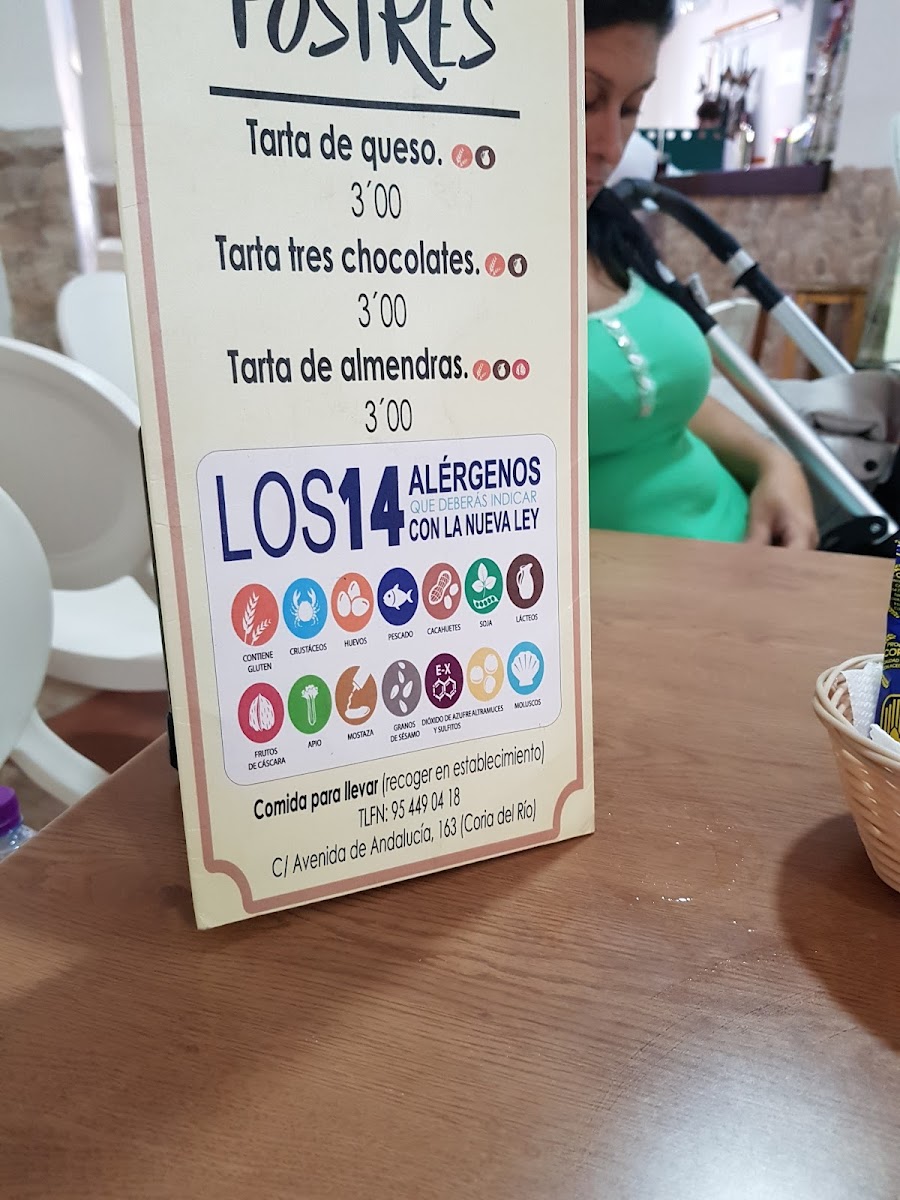 POSTRES
Tarta de queso.
3´00
Tarta tres chocolates.
3´00
Tarta de almendras.
3´00
LOS 14 ALÉRGENOS
QUE DEBERÁS INDICAR
CON LA NUEVA LEY
CONTIENE
GLUTEN
CRUSTÁCEOS
HUEVOS
PESCADO
CACAHUETES
SOJA
LÁCTEOS
E-X
FRUTOS
DE CÁSCARA
APIO
MOSTAZA
GRANOS
DE SÉSAMO
DIÓXIDO DE AZUFRE
Y SULFITOS
ALTRAMUCES
MOLUSCOS
Comida para llevar (recoger en establecimiento)
TLFN: 95 449 04 18
C/ Avenida de Andalucía, 163 (Coria del Río)